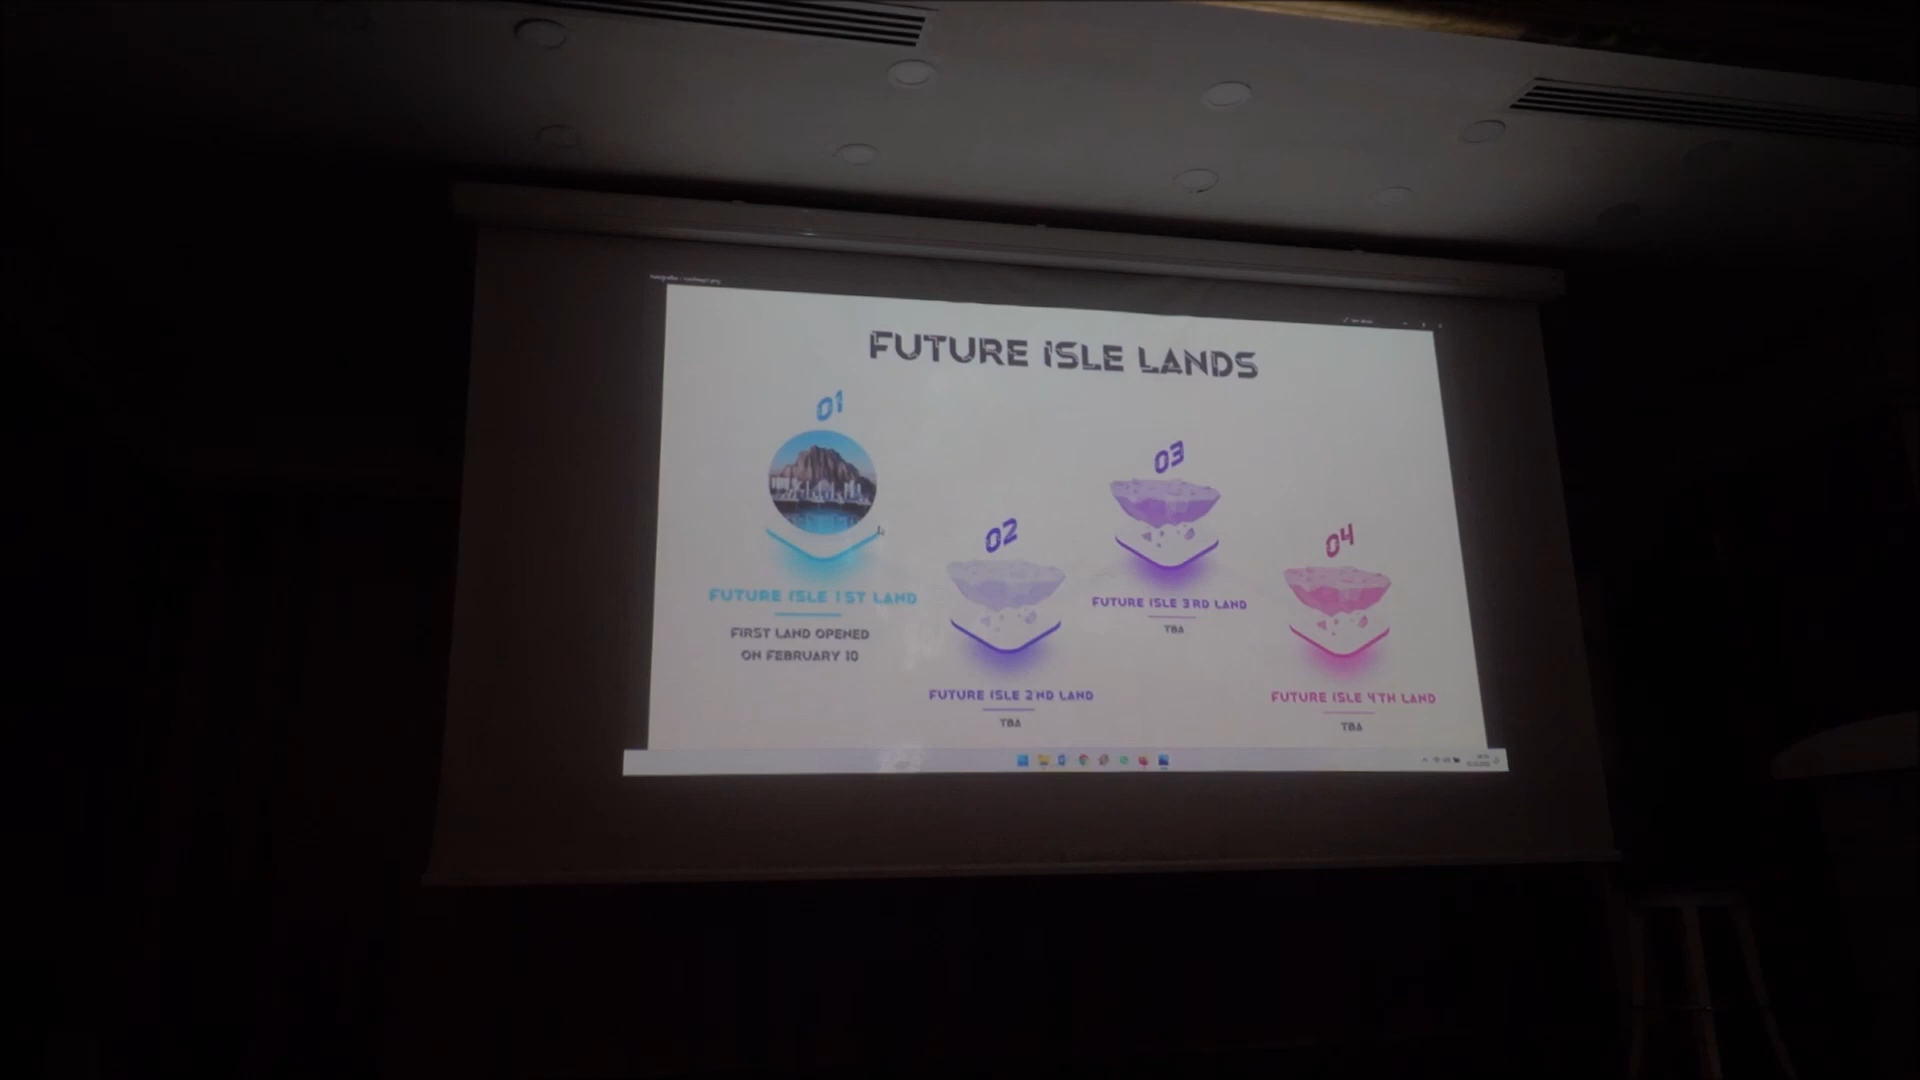 FUTURE ISLE LANDS
01
FUTURE ISLE 1ST LAND
FIRST LAND OPENED
ON FEBRUARY 10
02
FUTURE ISLE 2ND LAND
TBA
03
FUTURE ISLE 3RD LAND
TBA
04
FUTURE ISLE 4TH LAND
TBA